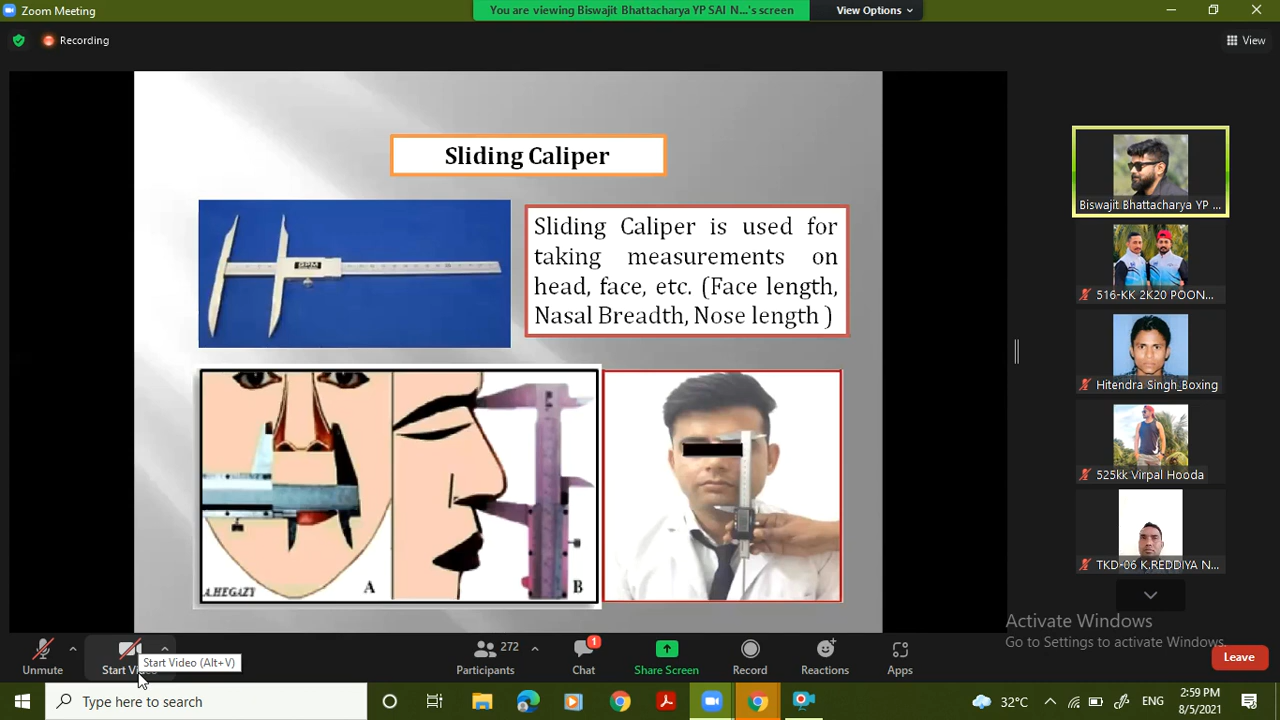 Zoom Meeting
You are viewing Biswajit Bhattacharya YP SAI N...'s screen
View Options
Recording
View
Sliding Caliper
GPM
Sliding Caliper is used for
taking measurements on
head, face, etc. (Face length,
Nasal Breadth, Nose length )
A.HEGAZY
A
B
Biswajit Bhattacharya YP ...
516-KK 2K20 POON...
Hitendra Singh_Boxing
525kk Virpal Hooda
TKD-06 K.REDDIYA N...
Activate Windows
Go to Settings to activate Windows.
Unmute
Start Video
Start Video (Alt+V)
272
Participants
1
Chat
Share Screen
Record
Reactions
Apps
Leave
Type here to search
32°C
ENG
2:59 PM
8/5/2021